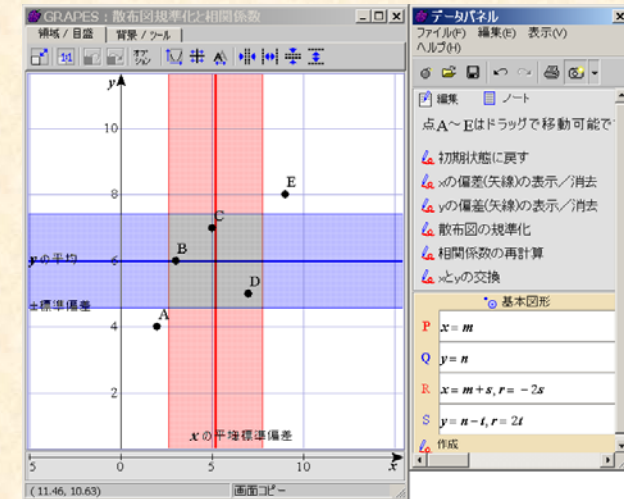 GRAPES：散布図規準化と相関係数
領域 / 目盛 背景 / ツール
1:1 オプション
y
10
8
6
4
2
E
C
B
D
A
yの平均
±標準偏差
xの平均±標準偏差
5 0 5 10 x
(11.46, 10.63) 画面コピー
データパネル
ファイル(F) 編集(E) 表示(V)
ヘルプ(H)
編集 ノート
点A～Eはドラッグで移動可能で
初期状態に戻す
xの偏差(矢線)の表示／消去
yの偏差(矢線)の表示／消去
散布図の規準化
相関係数の再計算
xとyの交換
基本図形
P x = m
Q y = n
R x = m + s, r = − 2s
S y = n − t, r = 2t
作成